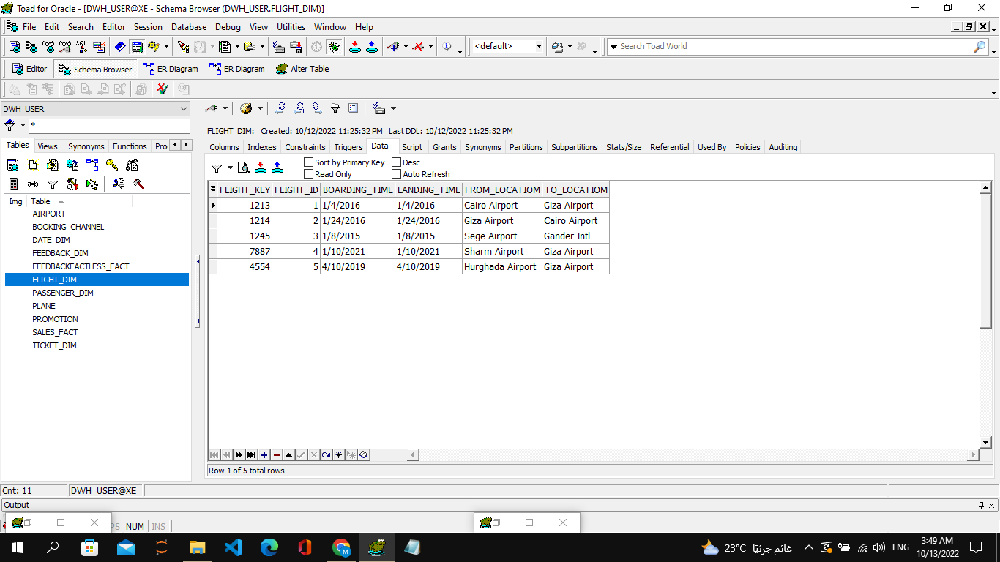 Toad for Oracle - [DWH_USER@XE - Schema Browser (DWH_USER.FLIGHT_DIM)]
File Edit Search Editor Session Database Debug View Utilities Window Help
<default> Search Toad World
Editor Schema Browser ER Diagram ER Diagram Alter Table
DWH_USER
*
FLIGHT_DIM: Created: 10/12/2022 11:25:32 PM Last DDL: 10/12/2022 11:25:32 PM
Tables Views Synonyms Functions Pro
Columns Indexes Constraints Triggers Data Script Grants Synonyms Partitions Subpartitions Stats/Size Referential Used By Policies Auditing
Sort by Primary Key Desc
Read Only Auto Refresh
Img Table
AIRPORT
BOOKING_CHANNEL
DATE_DIM
FEEDBACK_DIM
FEEDBACKFACTLESS_FACT
FLIGHT_DIM
PASSENGER_DIM
PLANE
PROMOTION
SALES_FACT
TICKET_DIM
FLIGHT_KEY FLIGHT_ID BOARDING_TIME LANDING_TIME FROM_LOCATIOM TO_LOCATIOM
1213 1 1/4/2016 1/4/2016 Cairo Airport Giza Airport
1214 2 1/24/2016 1/24/2016 Giza Airport Cairo Airport
1245 3 1/8/2015 1/8/2015 Sege Airport Gander Intl
7887 4 1/10/2021 1/10/2021 Sharm Airport Giza Airport
4554 5 4/10/2019 4/10/2019 Hurghada Airport Giza Airport
Row 1 of 5 total rows
Cnt: 11 DWH_USER@XE
Output
PS NUM INS
23°C غائم جزئيًا ENG
3:49 AM
10/13/2022